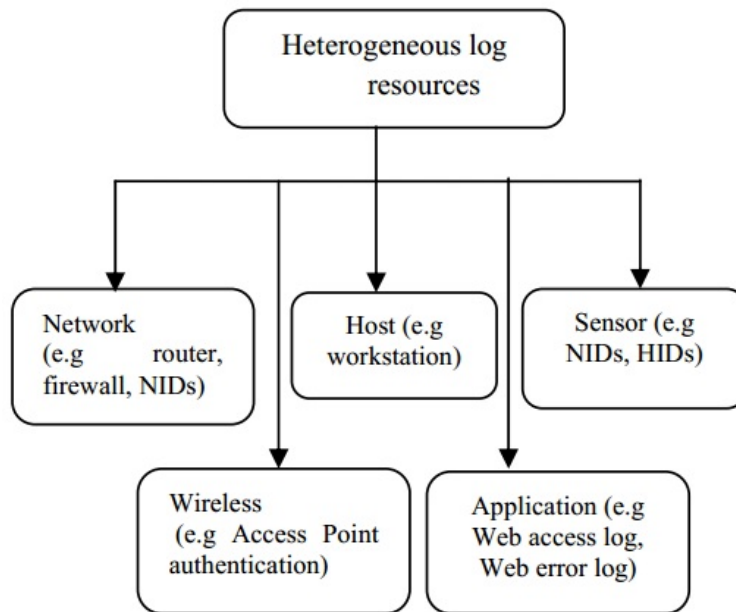 Heterogeneous log
resources
Network
(e.g router,
firewall, NIDs)
Host (e.g
workstation)
Sensor (e.g
NIDs, HIDs)
Wireless
(e.g Access Point
authentication)
Application (e.g
Web access log,
Web error log)